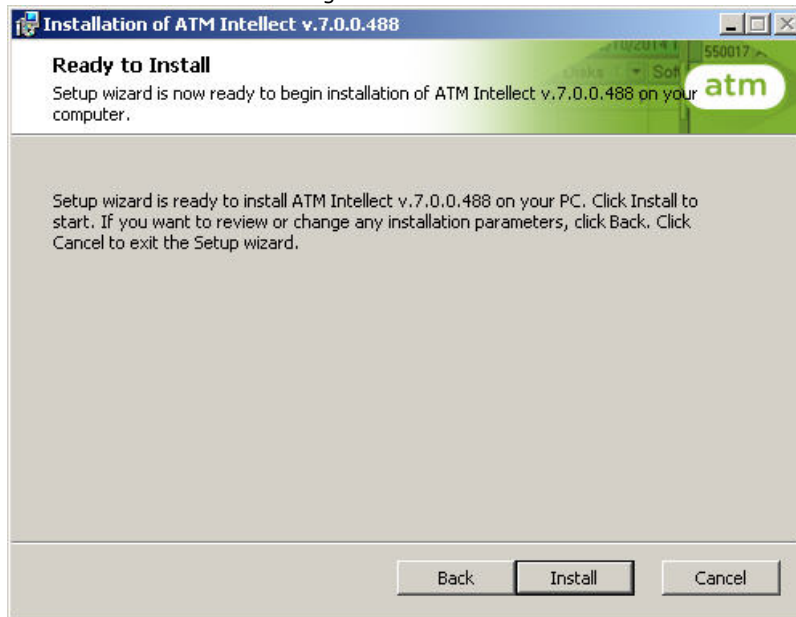 Installation of ATM Intellect v.7.0.0.488
Ready to Install
Setup wizard is now ready to begin installation of ATM Intellect v.7.0.0.488 on your
computer.
550017
atm
Setup wizard is ready to install ATM Intellect v.7.0.0.488 on your PC. Click Install to
start. If you want to review or change any installation parameters, click Back. Click
Cancel to exit the Setup wizard.
Back
Install
Cancel